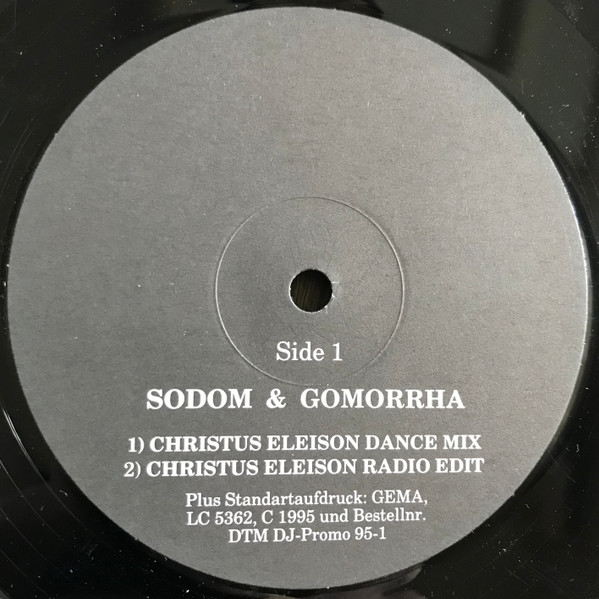 Side 1
SODOM & GOMORRHA
1) CHRISTUS ELEISON DANCE MIX
2) CHRISTUS ELEISON RADIO EDIT
Plus Standartaufdruck: GEMA,
LC 5362, C 1995 und Bestellnr.
DTM DJ-Promo 95-1